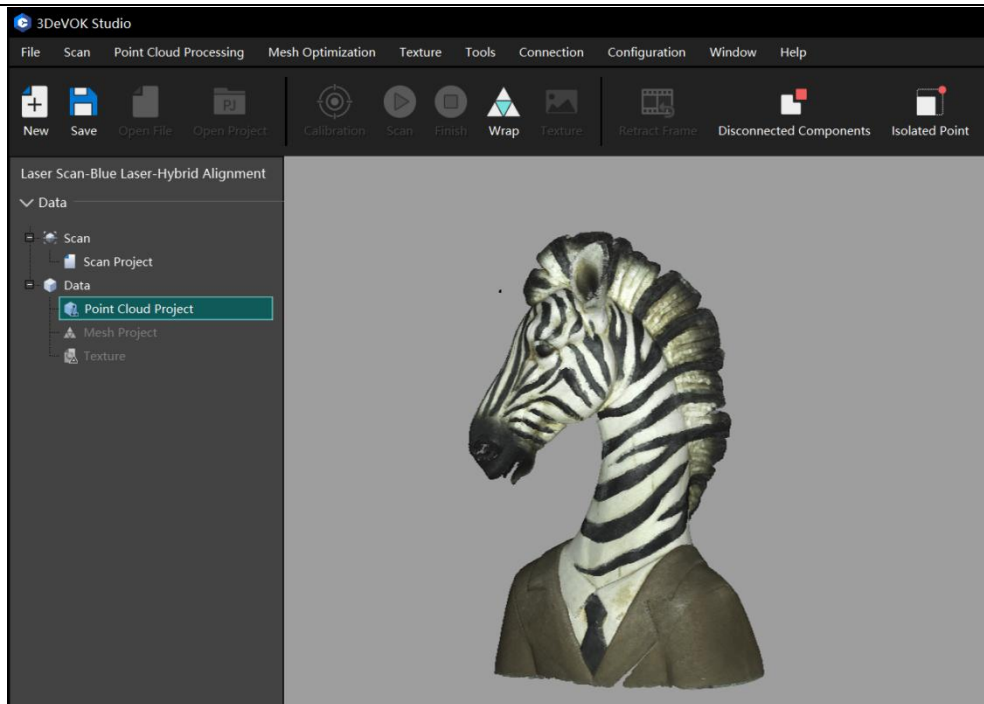 3DeVOK Studio
File Scan Point Cloud Processing Mesh Optimization Texture Tools Connection Configuration Window Help
PJ
New Save Open File Open Project Calibration Scan Finish Wrap Texture Retract Frame Disconnected Components Isolated Point
Laser Scan-Blue Laser-Hybrid Alignment
Data
Scan
Scan Project
Data
Point Cloud Project
Mesh Project
Texture